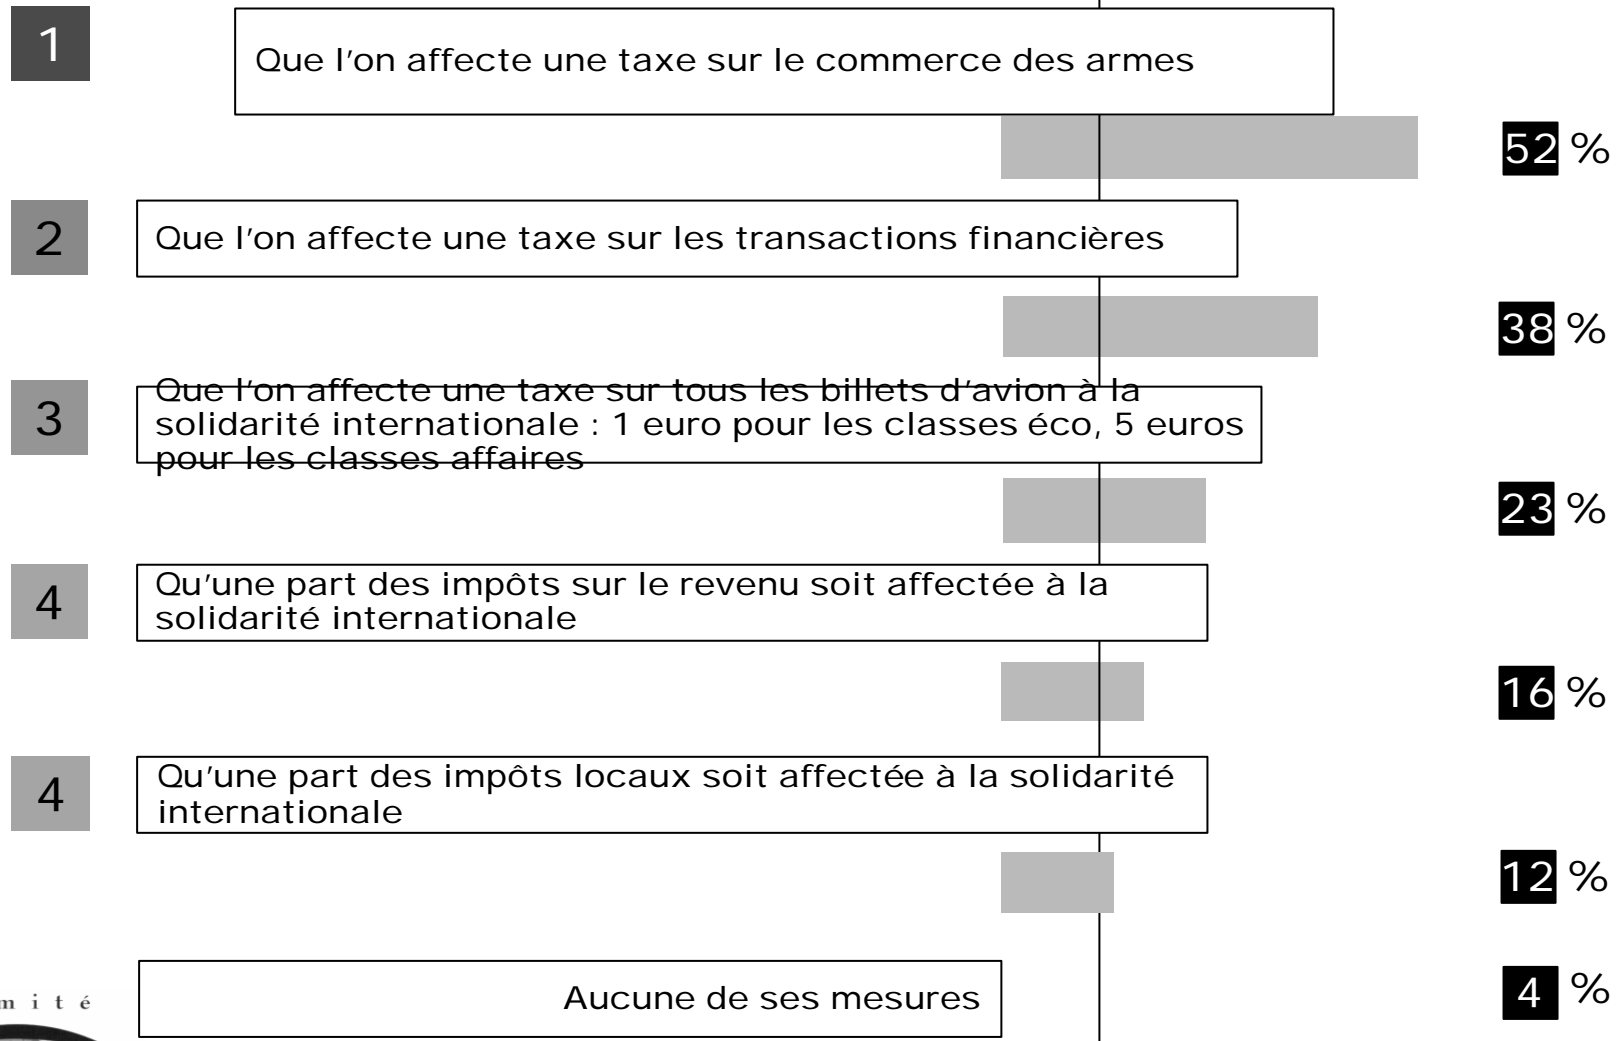 1
Que l'on affecte une taxe sur le commerce des armes
52 %
2
Que l'on affecte une taxe sur les transactions financières
38 %
3
Que l'on affecte une taxe sur tous les billets d'avion à la
solidarité internationale : 1 euro pour les classes éco, 5 euros
pour les classes affaires
23 %
4
Qu'une part des impôts sur le revenu soit affectée à la
solidarité internationale
16 %
4
Qu'une part des impôts locaux soit affectée à la solidarité
internationale
12 %
Aucune de ses mesures
4 %